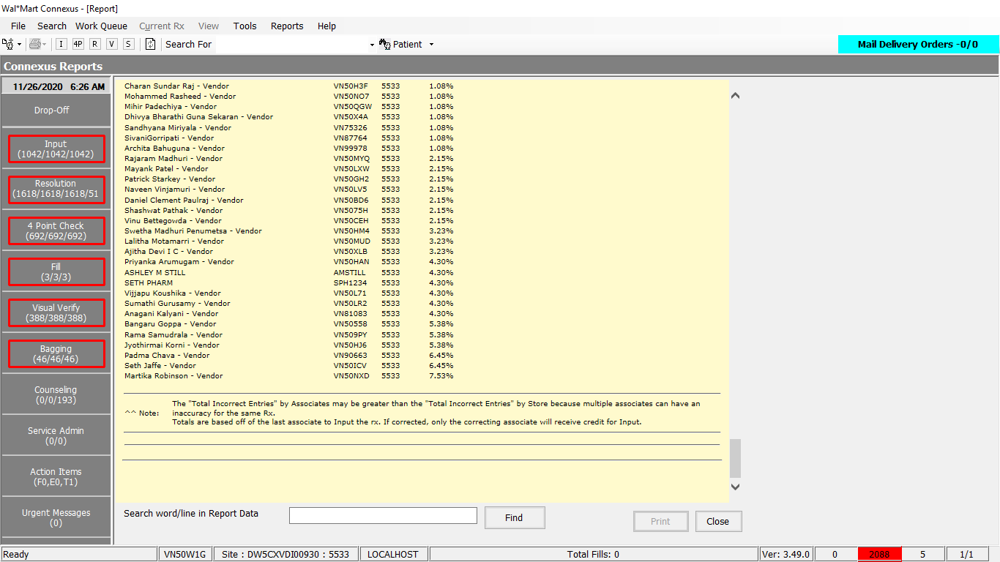 Wal*Mart Connexus - [Report]
File Search Work Queue Current Rx View Tools Reports Help
I 4P R V S Search For Patient Mail Delivery Orders -0/0
Connexus Reports
11/26/2020 6:26 AM
Drop-Off
Input
(1042/1042/1042)
Resolution
(1618/1618/1618/51
4 Point Check
(692/692/692)
Fill
(3/3/3)
Visual Verify
(388/388/388)
Bagging
(46/46/46)
Counseling
(0/0/193)
Service Admin
(0/0)
Action Items
(F0,E0,T1)
Urgent Messages
(0)
Charan Sundar Raj - Vendor VN50H3F 5533 1.08%
Mohammed Rasheed - Vendor VN50NO7 5533 1.08%
Mihir Padechiya - Vendor VN50QGW 5533 1.08%
Dhivya Bharathi Guna Sekaran - Vendor VN50X4A 5533 1.08%
Sandhyana Miriyala - Vendor VN75326 5533 1.08%
SivaniGorripati - Vendor VN87764 5533 1.08%
Archita Bahuguna - Vendor VN99978 5533 1.08%
Rajaram Madhuri - Vendor VN50MYQ 5533 2.15%
Mayank Patel - Vendor VN50LXW 5533 2.15%
Patrick Starkey - Vendor VN50GH2 5533 2.15%
Naveen Vinjamuri - Vendor VN50LV5 5533 2.15%
Daniel Clement Paulraj - Vendor VN50BD6 5533 2.15%
Shashwat Pathak - Vendor VN5075H 5533 2.15%
Vinu Bettegowda - Vendor VN50CEH 5533 2.15%
Swetha Madhuri Penumetsa - Vendor VN50HM4 5533 3.23%
Lalitha Motamarri - Vendor VN50MUD 5533 3.23%
Ajitha Devi I C - Vendor VN50XLB 5533 3.23%
Priyanka Arumugam - Vendor VN50HAN 5533 4.30%
ASHLEY M STILL AMSTILL 5533 4.30%
SETH PHARM SPH1234 5533 4.30%
Vijjapu Koushika - Vendor VN50L71 5533 4.30%
Sumathi Gurusamy - Vendor VN50LR2 5533 4.30%
Anagani Kalyani - Vendor VN81083 5533 4.30%
Bangaru Goppa - Vendor VN50558 5533 5.38%
Rama Samudrala - Vendor VN509PY 5533 5.38%
Jyothirmai Korni - Vendor VN50HJ6 5533 5.38%
Padma Chava - Vendor VN90663 5533 6.45%
Seth Jaffe - Vendor VN50ICV 5533 6.45%
Martika Robinson - Vendor VN50NXD 5533 7.53%
^^ Note: The "Total Incorrect Entries" by Associates may be greater than the "Total Incorrect Entries" by Store because multiple associates can have an
inaccuracy for the same Rx.
Totals are based off of the last associate to Input the rx. If corrected, only the correcting associate will receive credit for Input.
Search word/line in Report Data Find Print Close
Ready VN50W1G Site : DW5CXVDI00930 : 5533 LOCALHOST Total Fills: 0 Ver: 3.49.0 0 2088 5 1/1